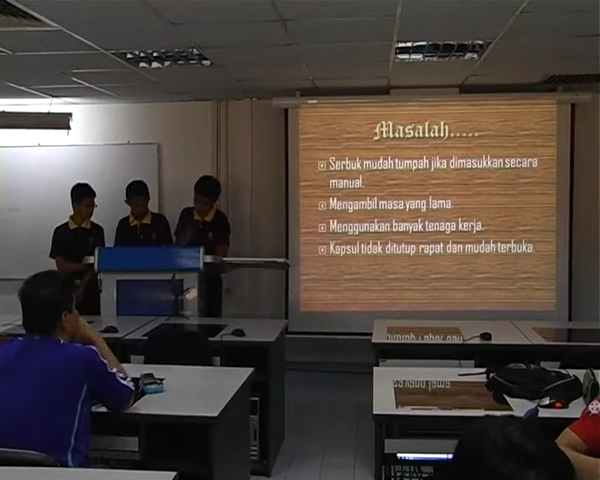 Masalah.....
Serbuk mudah tumpah jika dimasukkan secara
manual.
Mengambil masa yang lama.
Menggunakan banyak tenaga kerja.
Kapsul tidak ditutup rapat dan mudah terbuka.